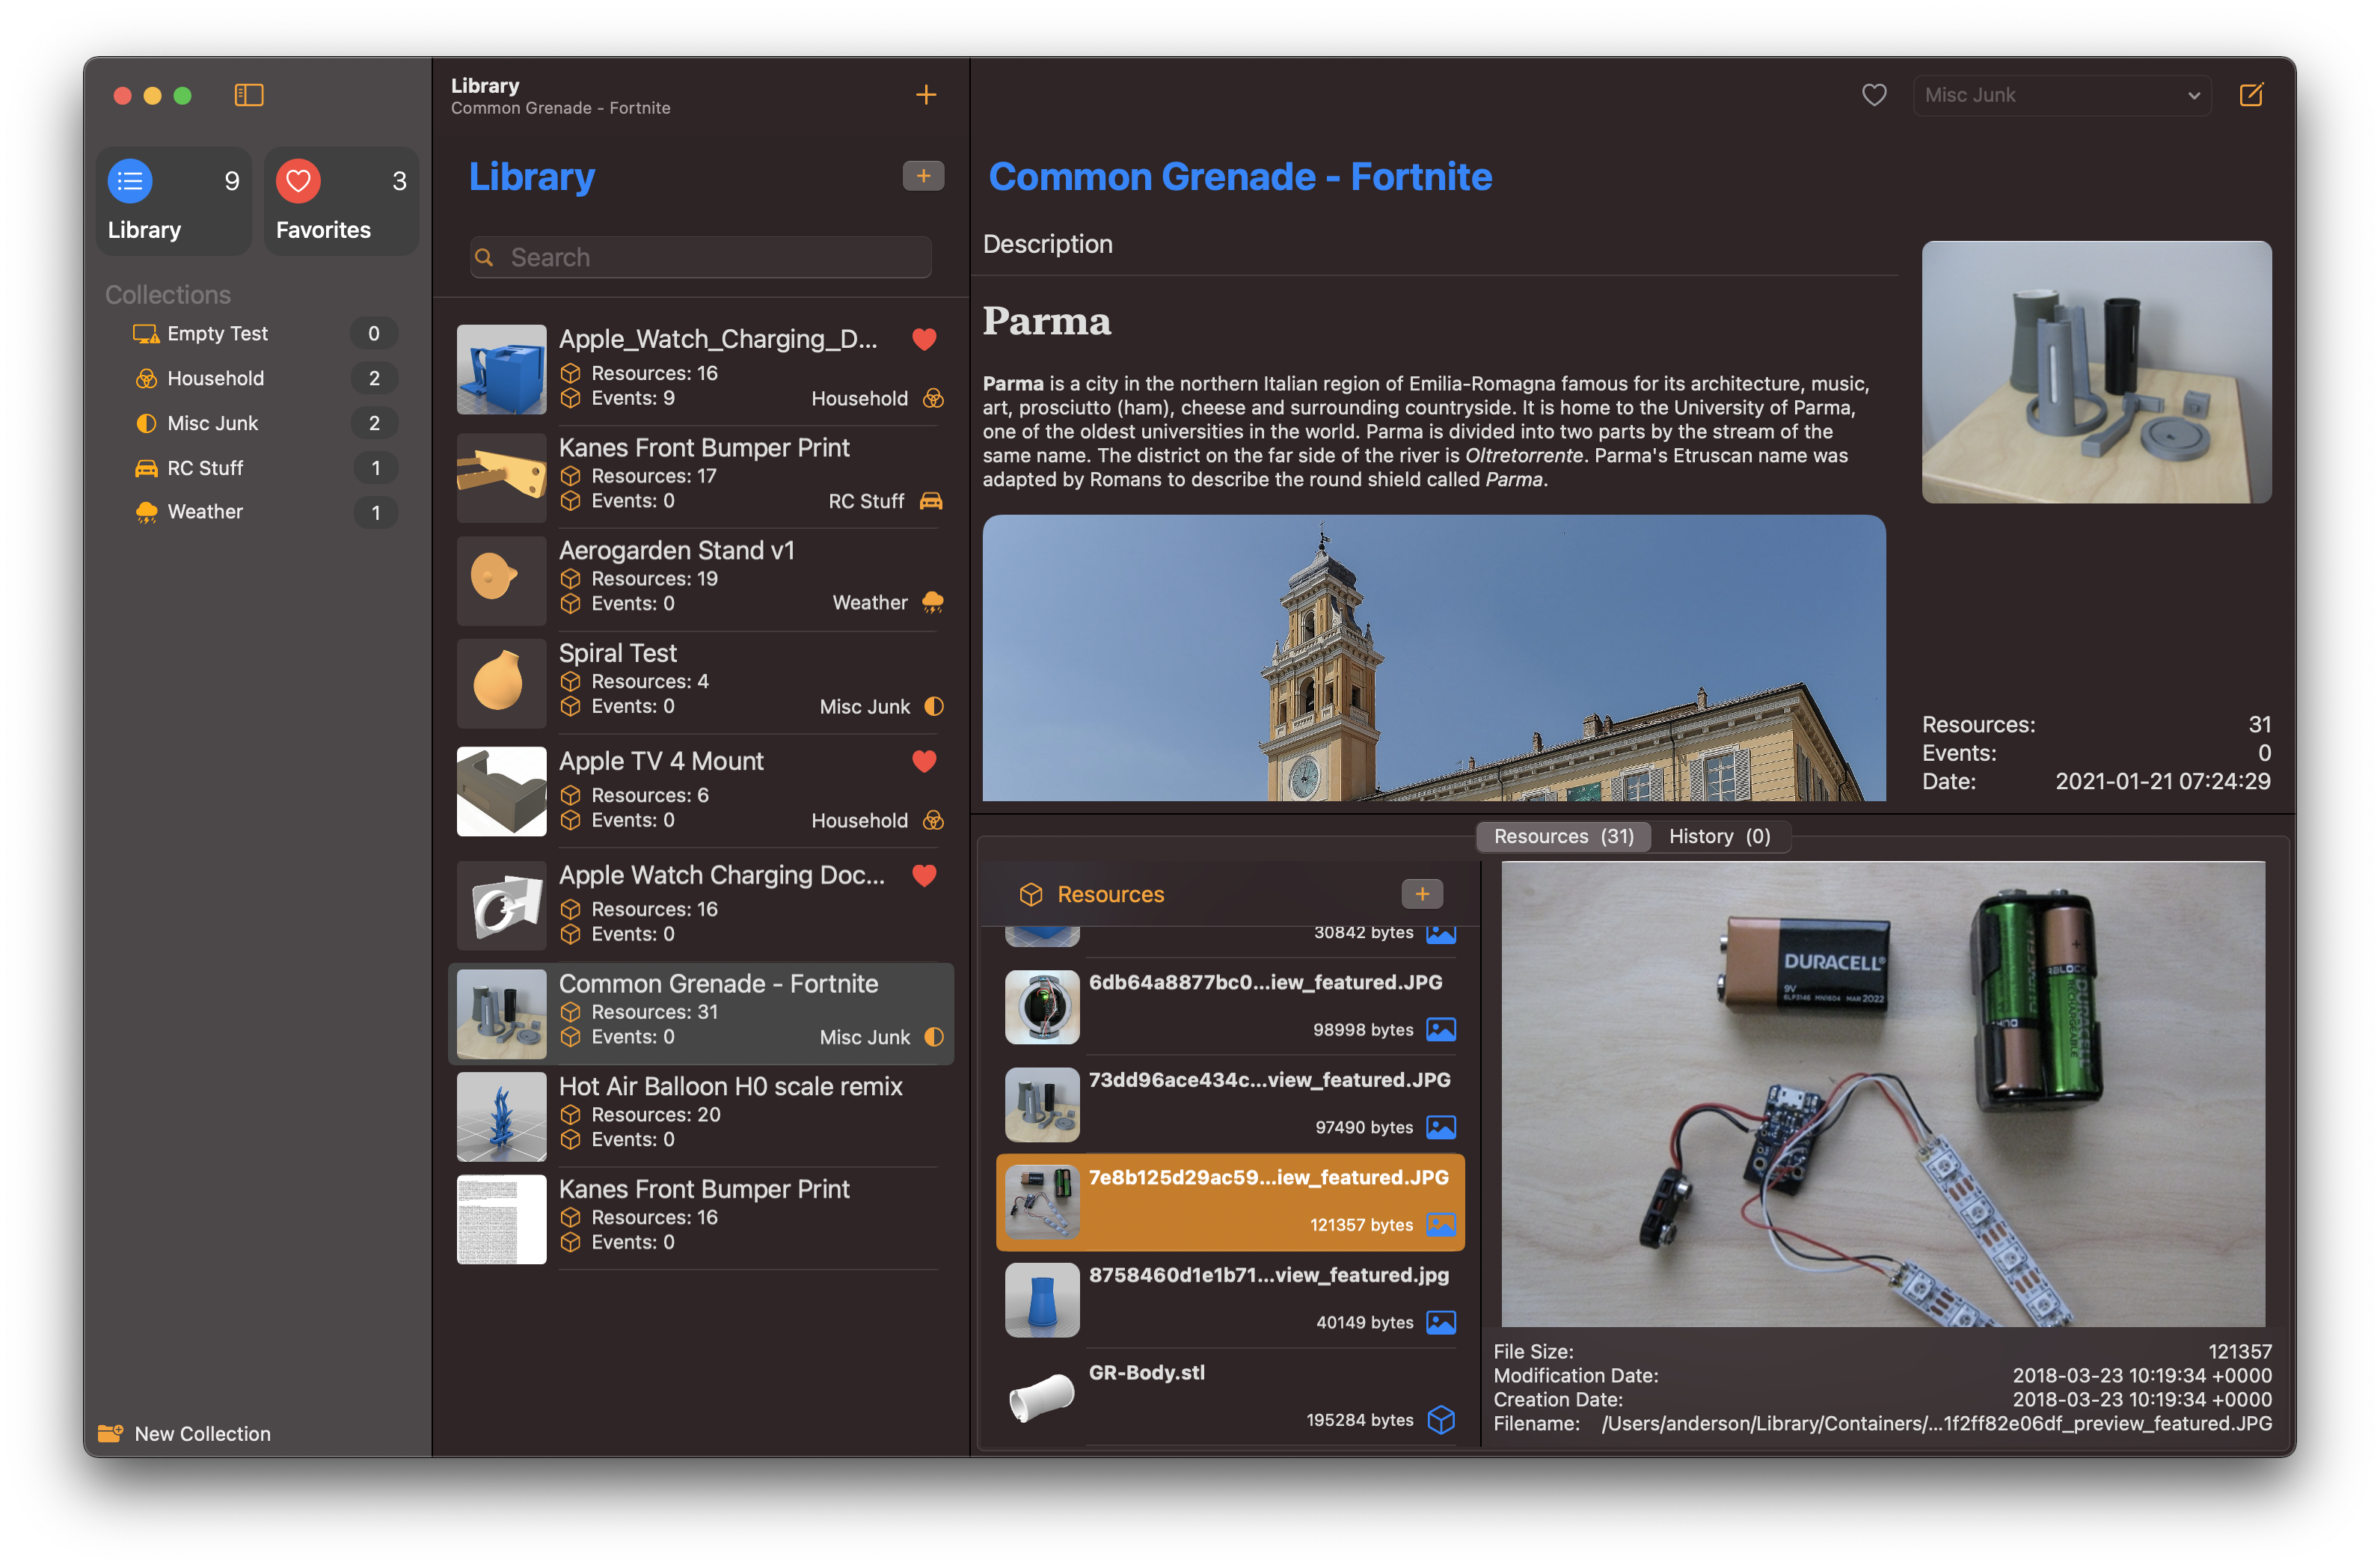 Library
Common Grenade - Fortnite
Misc Junk
9
Library
3
Favorites
Collections
Empty Test 0
Household 2
Misc Junk 2
RC Stuff 1
Weather 1
New Collection
Library
Search
Apple_Watch_Charging_D...
Resources: 16
Events: 9
Household
Kanes Front Bumper Print
Resources: 17
Events: 0
RC Stuff
Aerogarden Stand v1
Resources: 19
Events: 0
Weather
Spiral Test
Resources: 4
Events: 0
Misc Junk
Apple TV 4 Mount
Resources: 6
Events: 0
Household
Apple Watch Charging Doc...
Resources: 16
Events: 0
Common Grenade - Fortnite
Resources: 31
Events: 0
Misc Junk
Hot Air Balloon H0 scale remix
Resources: 20
Events: 0
Kanes Front Bumper Print
Resources: 16
Events: 0
Common Grenade - Fortnite
Description
Parma
Parma is a city in the northern Italian region of Emilia-Romagna famous for its architecture, music,
art, prosciutto (ham), cheese and surrounding countryside. It is home to the University of Parma,
one of the oldest universities in the world. Parma is divided into two parts by the stream of the
same name. The district on the far side of the river is Oltretorrente. Parma's Etruscan name was
adapted by Romans to describe the round shield called Parma.
Resources: 31
Events: 0
Date: 2021-01-21 07:24:29
Resources (31)
History (0)
Resources
30842 bytes
6db64a8877bc0...iew_featured.JPG
98998 bytes
73dd96ace434c...view_featured.JPG
97490 bytes
7e8b125d29ac59...iew_featured.JPG
121357 bytes
8758460d1e1b71...view_featured.jpg
40149 bytes
GR-Body.stl
195284 bytes
DURACELL
9V
6LP3146 MN1604 MAR 2022
DURACELL
File Size: 121357
Modification Date: 2018-03-23 10:19:34 +0000
Creation Date: 2018-03-23 10:19:34 +0000
Filename: /Users/anderson/Library/Containers/...1f2ff82e06df_preview_featured.JPG